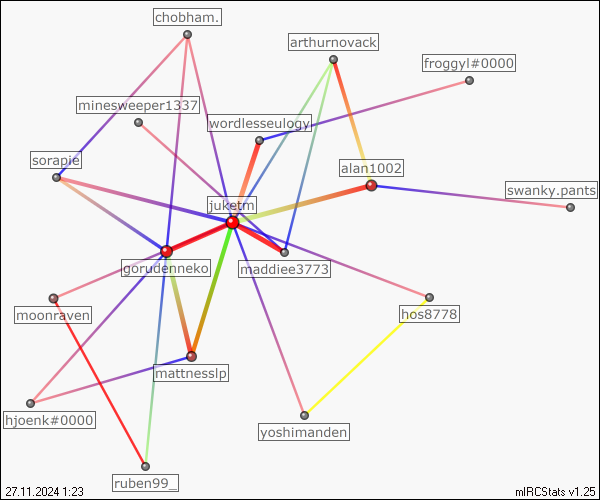 chobham.
arthurnovack
froggyl#0000
minesweeper1337
wordlesseulogy
sorapie
alan1002
swanky.pants
juketm
gorudenneko
maddiee3773
moonraven
hos8778
mattnesslp
hjoenk#0000
yoshimanden
ruben99_
27.11.2024 1:23
mIRCStats v1.25